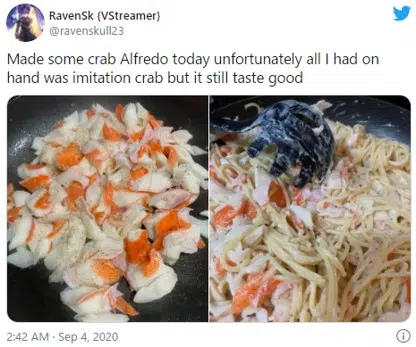 RavenSk {VStreamer}
@ravenskull23
Made some crab Alfredo today unfortunately all I had on
hand was imitation crab but it still taste good
2:42 AM · Sep 4, 2020